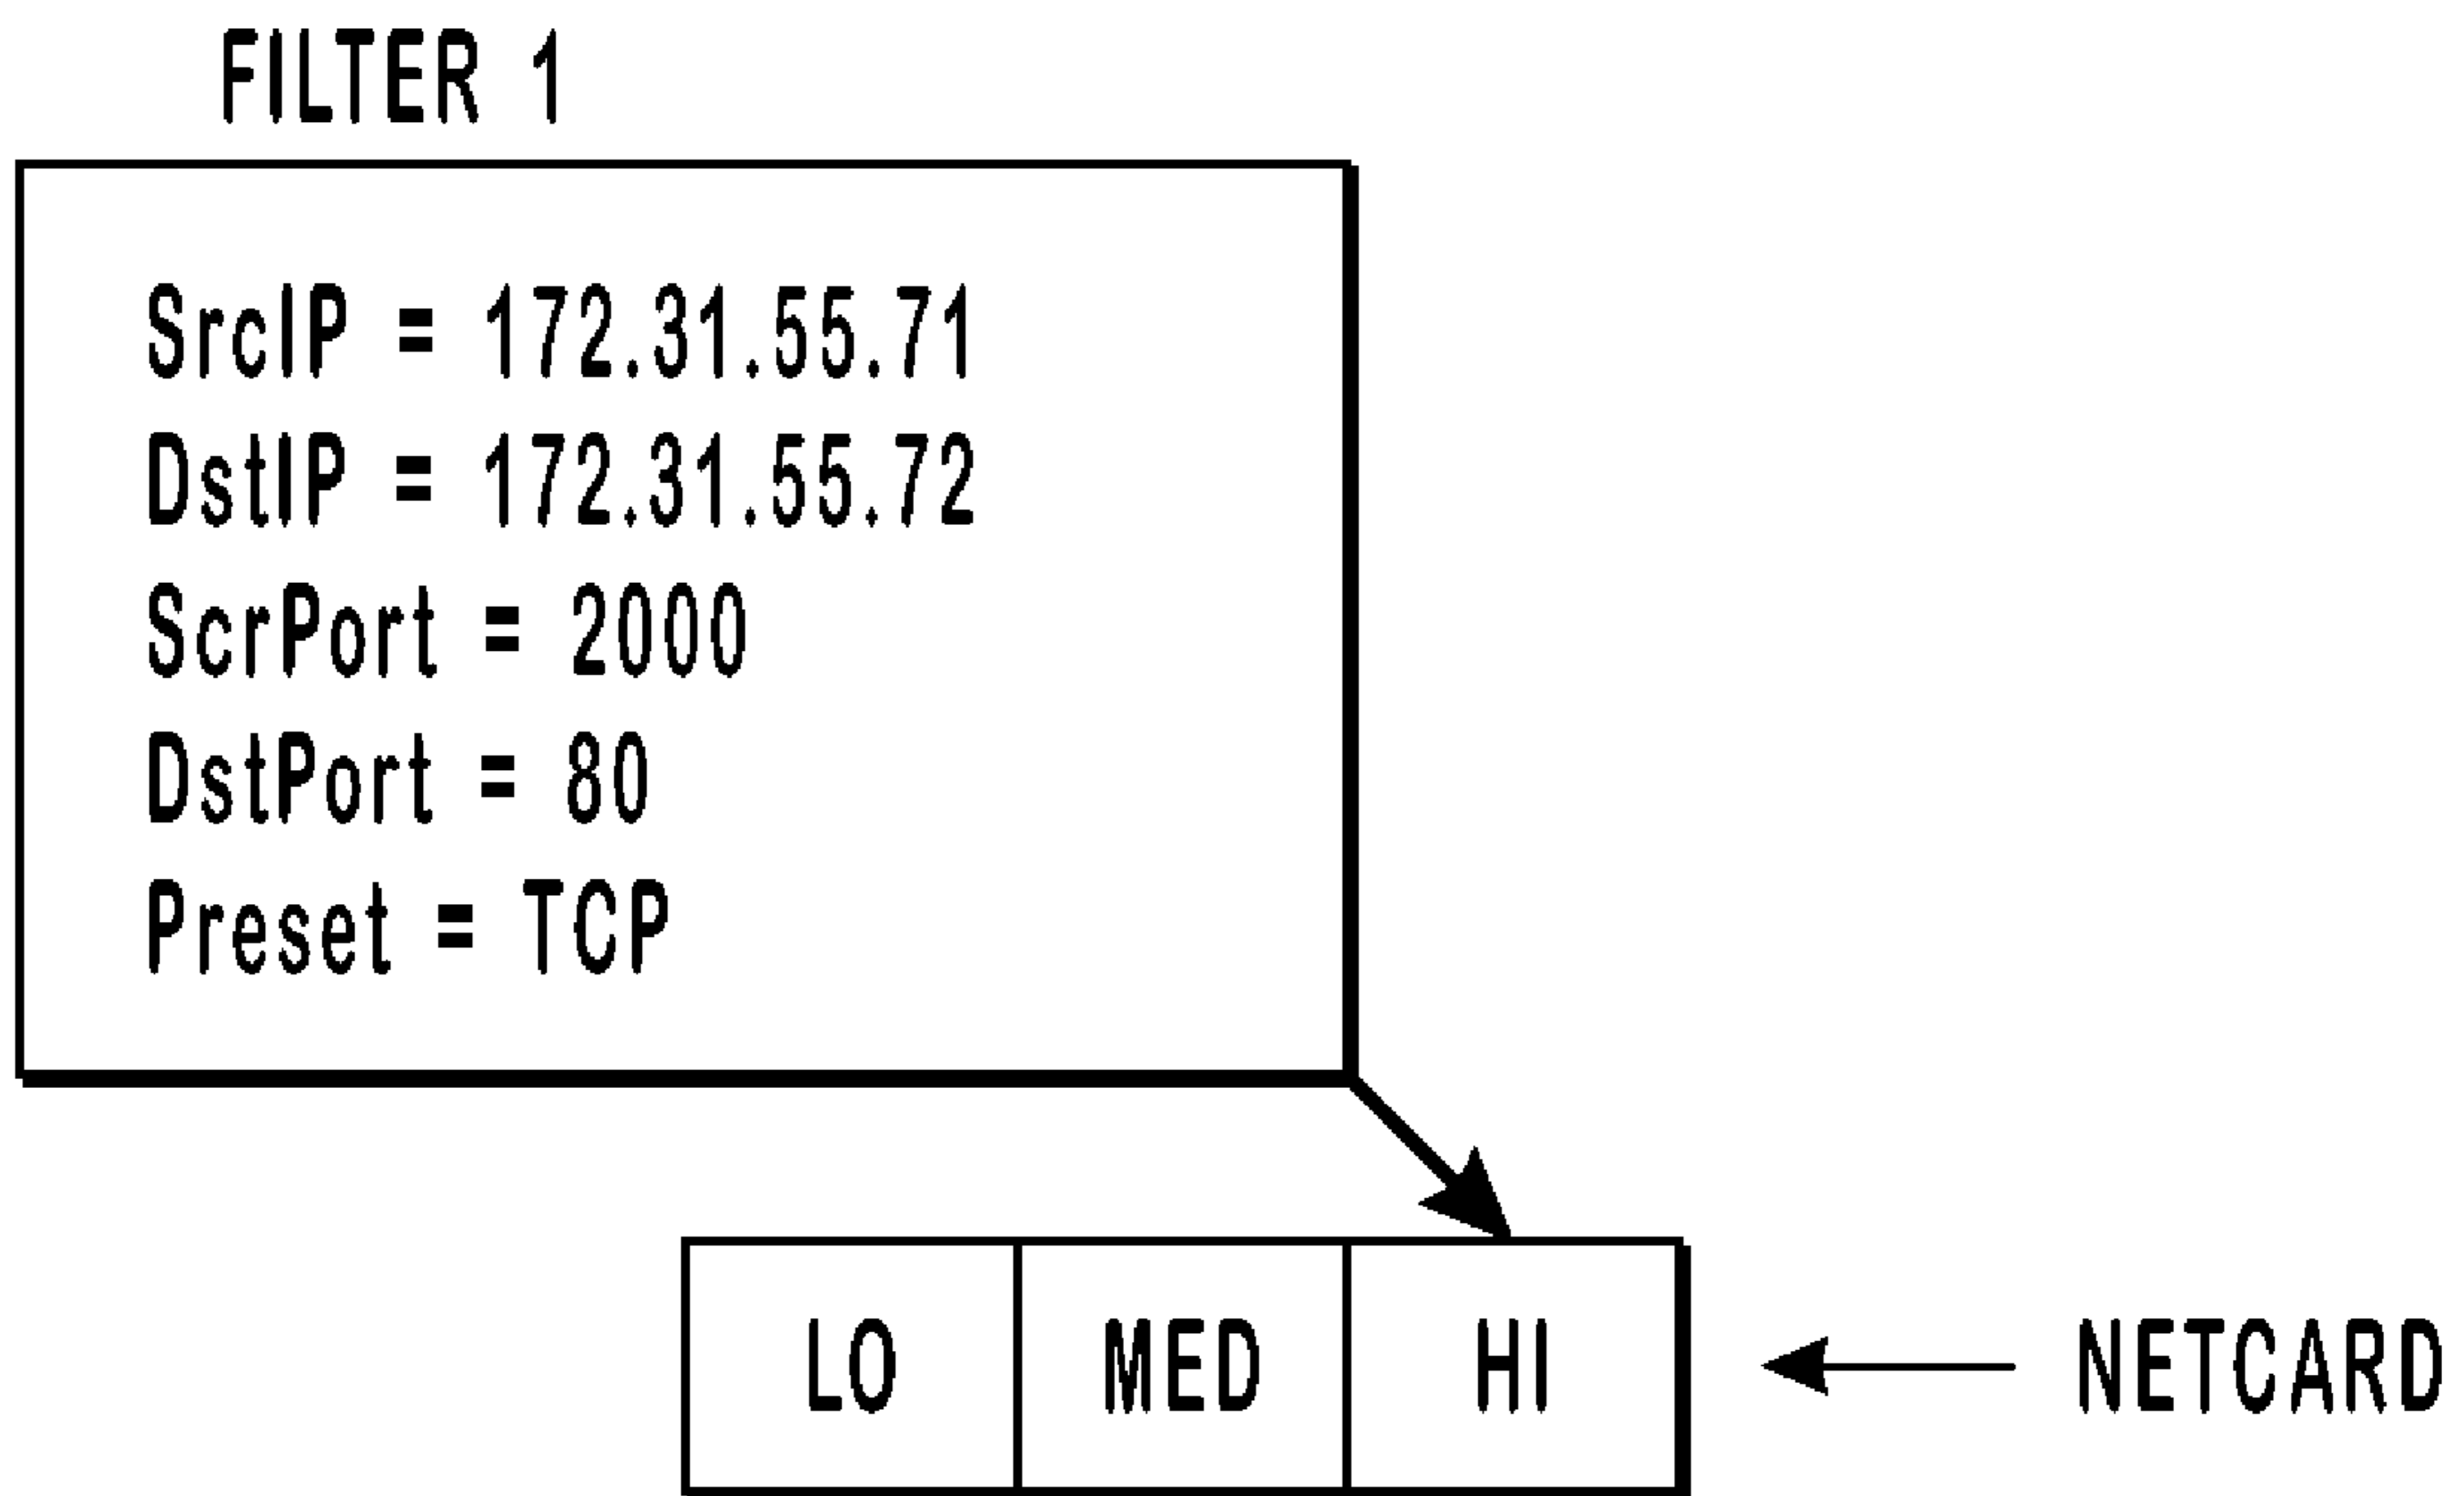 FILTER 1
SrcIP = 172.31.55.71
DstIP = 172.31.55.72
ScrPort = 2000
DstPort = 80
Preset = TCP
LO MED HI NETCARD